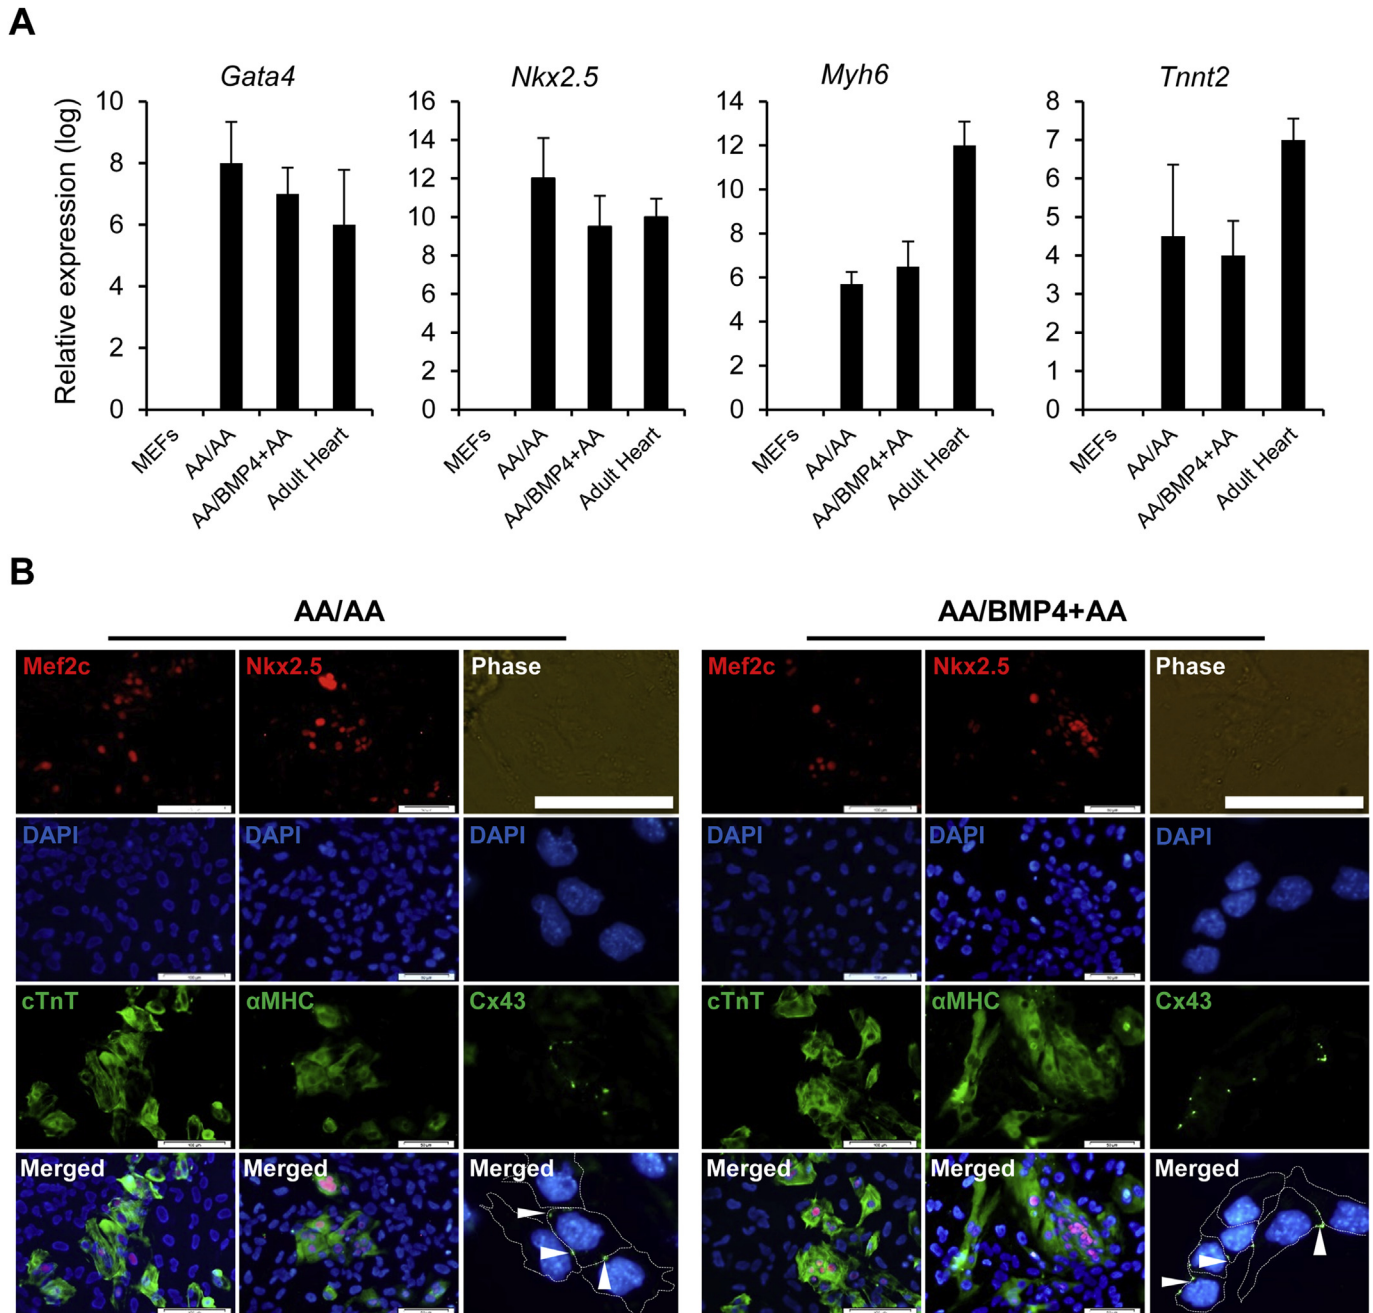 A
Gata4 Nkx2.5 Myh6 Tnnt2
Relative expression (log)
10 8 6 4 2 0
16 14 12 10 8 6 4 2 0
14 12 10 8 6 4 2 0
8 7 6 5 4 3 2 1 0
MEFs AA/AA AA/BMP4+AA Adult Heart
MEFs AA/AA AA/BMP4+AA Adult Heart
MEFs AA/AA AA/BMP4+AA Adult Heart
MEFs AA/AA AA/BMP4+AA Adult Heart
B
AA/AA AA/BMP4+AA
Mef2c Nkx2.5 Phase Mef2c Nkx2.5 Phase
DAPI DAPI DAPI DAPI DAPI DAPI
cTnT αMHC Cx43 cTnT αMHC Cx43
Merged Merged Merged Merged Merged Merged